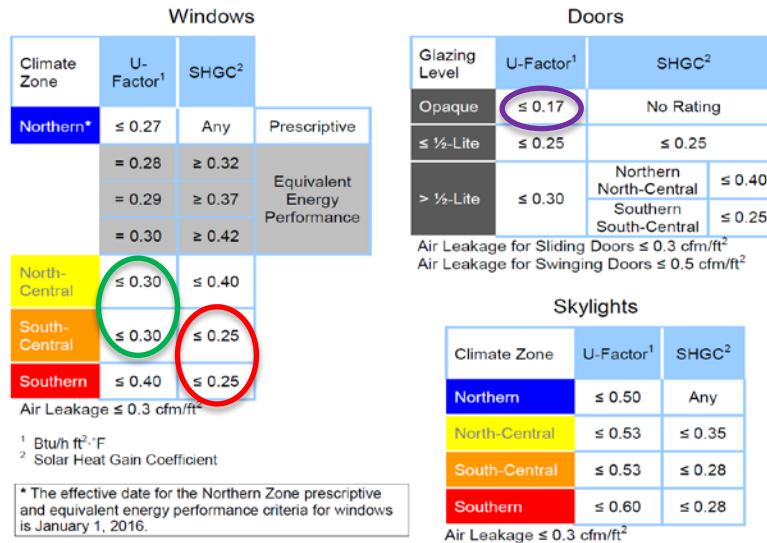 Windows
Climate Zone U-Factor¹ SHGC²
Northern* ≤ 0.27 Any Prescriptive
= 0.28 ≥ 0.32 Equivalent Energy Performance
= 0.29 ≥ 0.37
= 0.30 ≥ 0.42
North-Central ≤ 0.30 ≤ 0.40
South-Central ≤ 0.30 ≤ 0.25
Southern ≤ 0.40 ≤ 0.25
Air Leakage ≤ 0.3 cfm/ft²
¹ Btu/h ft²·°F
² Solar Heat Gain Coefficient
* The effective date for the Northern Zone prescriptive
and equivalent energy performance criteria for windows
is January 1, 2016.
Doors
Glazing Level U-Factor¹ SHGC²
Opaque ≤ 0.17 No Rating
≤ ½-Lite ≤ 0.25 ≤ 0.25
> ½-Lite ≤ 0.30 Northern North-Central ≤ 0.40
Southern South-Central ≤ 0.25
Air Leakage for Sliding Doors ≤ 0.3 cfm/ft²
Air Leakage for Swinging Doors ≤ 0.5 cfm/ft²
Skylights
Climate Zone U-Factor¹ SHGC²
Northern ≤ 0.50 Any
North-Central ≤ 0.53 ≤ 0.35
South-Central ≤ 0.53 ≤ 0.28
Southern ≤ 0.60 ≤ 0.28
Air Leakage ≤ 0.3 cfm/ft²